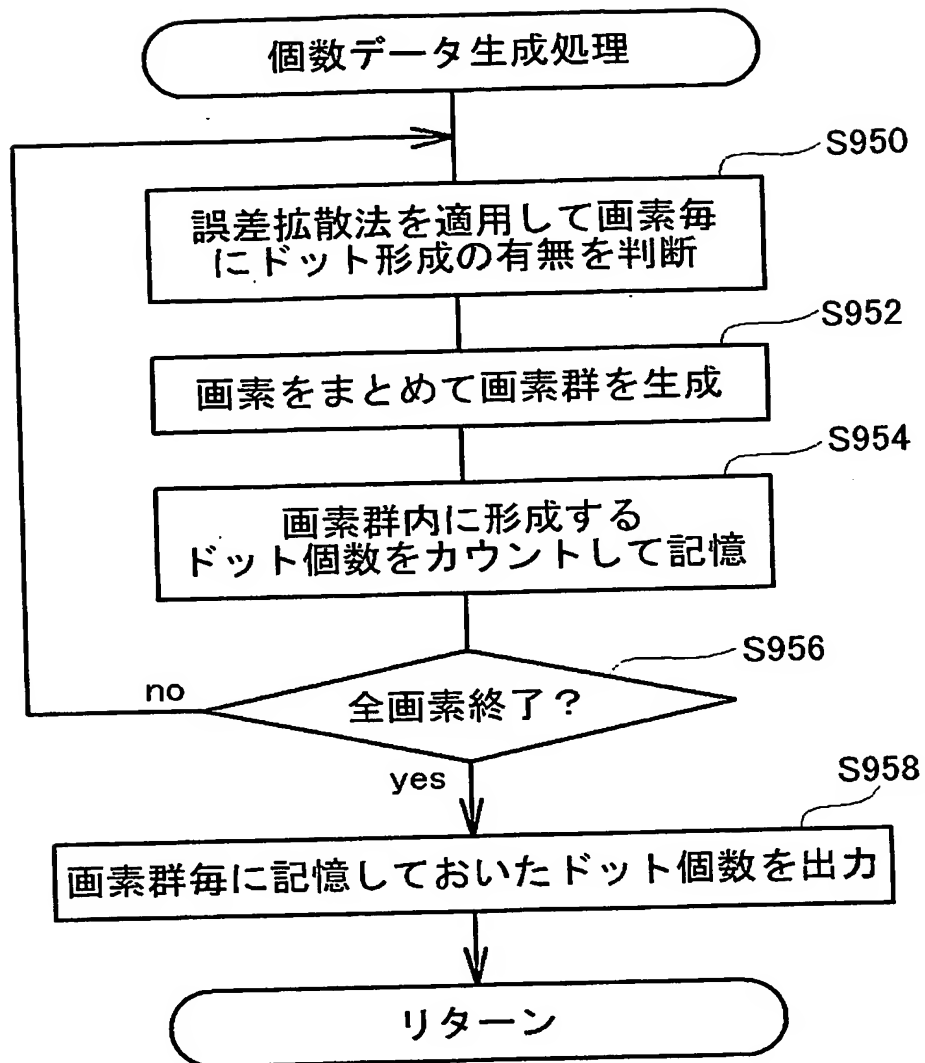 個数データ生成処理
S950
誤差拡散法を適用して画素毎
にドット形成の有無を判断
S952
画素をまとめて画素群を生成
S954
画素群内に形成する
ドット個数をカウントして記憶
S956
no
全画素終了?
yes
S958
画素群毎に記憶しておいたドット個数を出力
リターン